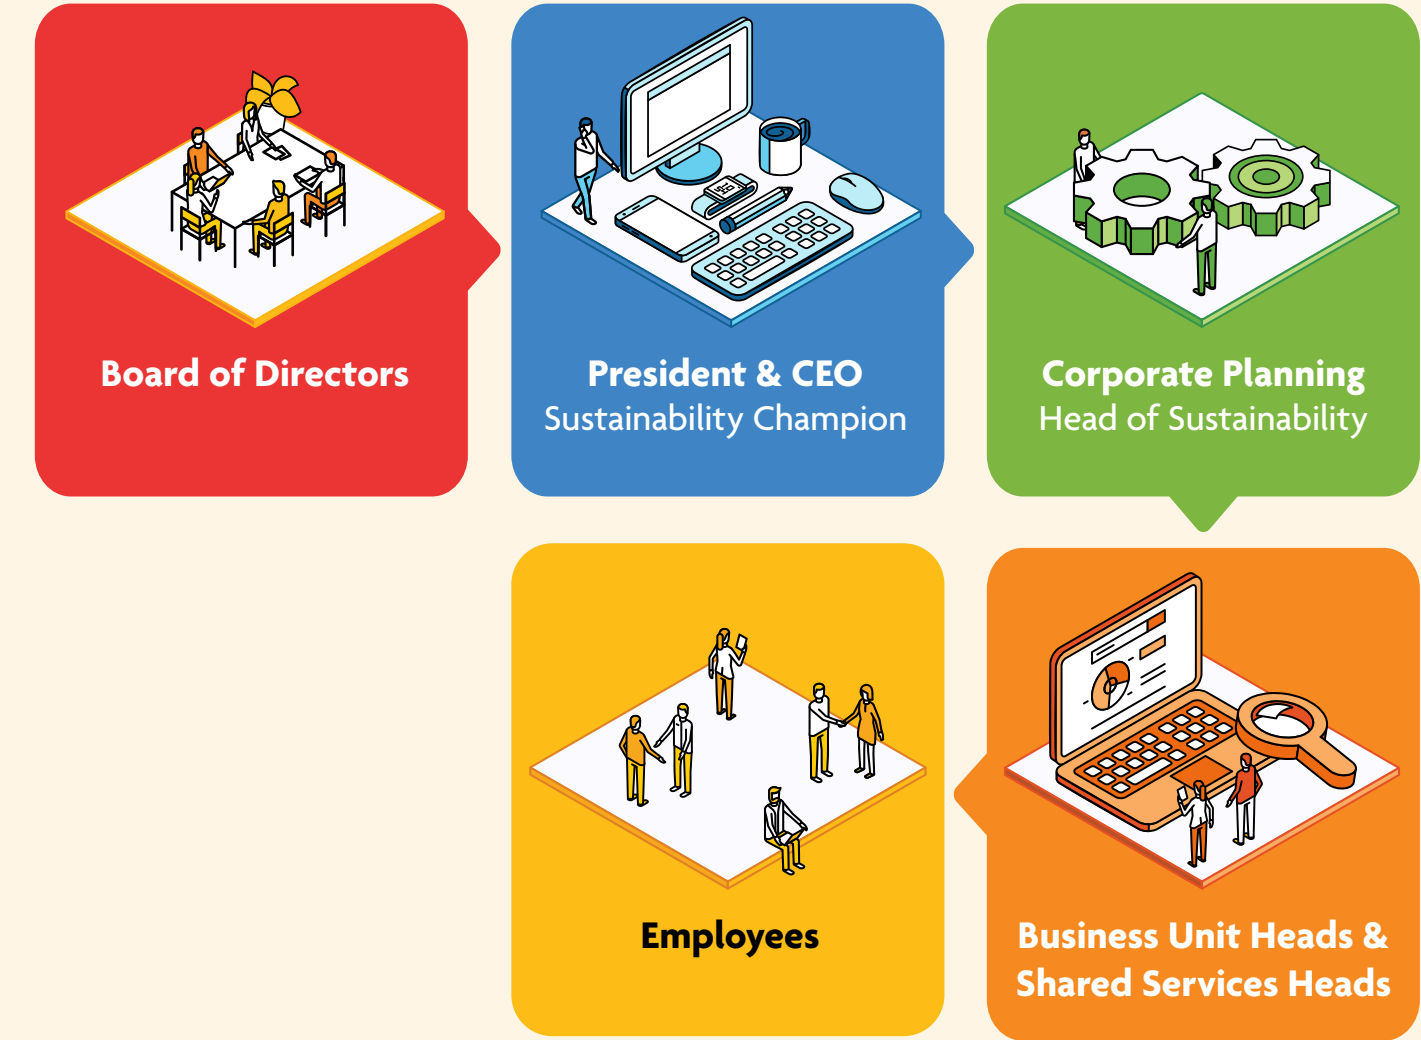 Board of Directors
President & CEO
Sustainability Champion
Corporate Planning
Head of Sustainability
Business Unit Heads &
Shared Services Heads
Employees